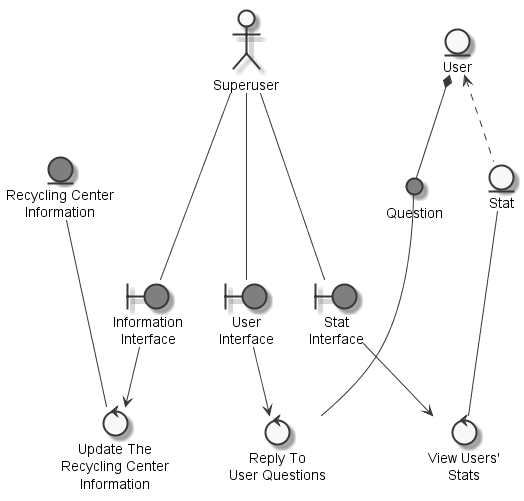 Superuser
User
Recycling Center
Information
Question
Stat
Information
Interface
User
Interface
Stat
Interface
Update The
Recycling Center
Information
Reply To
User Questions
View Users'
Stats